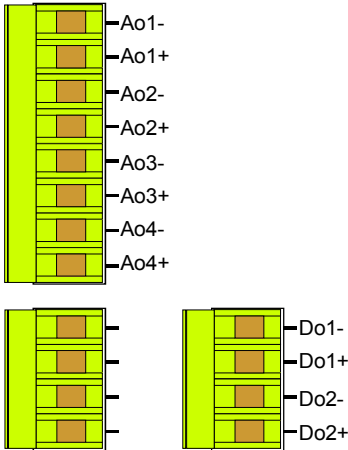 Ao1-
Ao1+
Ao2-
Ao2+
Ao3-
Ao3+
Ao4-
Ao4+
Do1-
Do1+
Do2-
Do2+